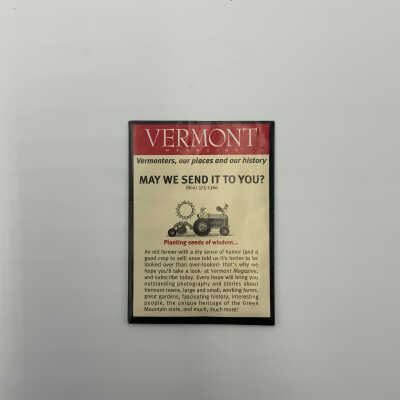 VERMONT
MAGAZINE
Vermonters, our places and our history
MAY WE SEND IT TO YOU?
Planting seeds of wisdom...
An old farmer with a dry sense of humor (and a
good crop to sell) once told us it's better to be
looked over than over-looked- that's why we
hope you'll take a look- at Vermont Magazine,
and subscribe today. Every issue will bring you
outstanding photography and stories about
Vermont towns, large and small, working farms,
great gardens, fascinating history, interesting
people, the unique heritage of the Green
Mountain state, and much, much more!